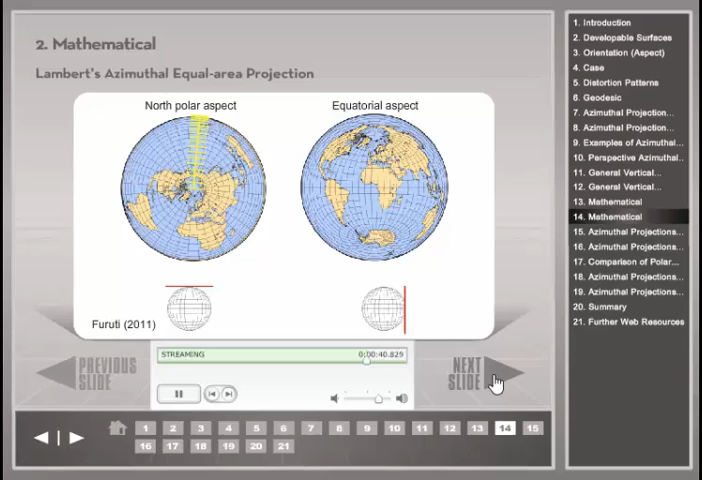 2. Mathematical
Lambert's Azimuthal Equal-area Projection
North polar aspect
Equatorial aspect
Furuti (2011)
STREAMING
0:00:40.829
PREVIOUS
SLIDE
NEXT
SLIDE
1 2 3 4 5 6 7 8 9 10 11 12 13 14 15
16 17 18 19 20 21
1. Introduction
2. Developable Surfaces
3. Orientation (Aspect)
4. Case
5. Distortion Patterns
6. Geodesic
7. Azimuthal Projection...
8. Azimuthal Projection...
9. Examples of Azimuthal...
10. Perspective Azimuthal..
11. General Vertical...
12. General Vertical...
13. Mathematical
14. Mathematical
15. Azimuthal Projections...
16. Azimuthal Projections...
17. Comparison of Polar...
18. Azimuthal Projections...
19. Azimuthal Projections...
20. Summary
21. Further Web Resources